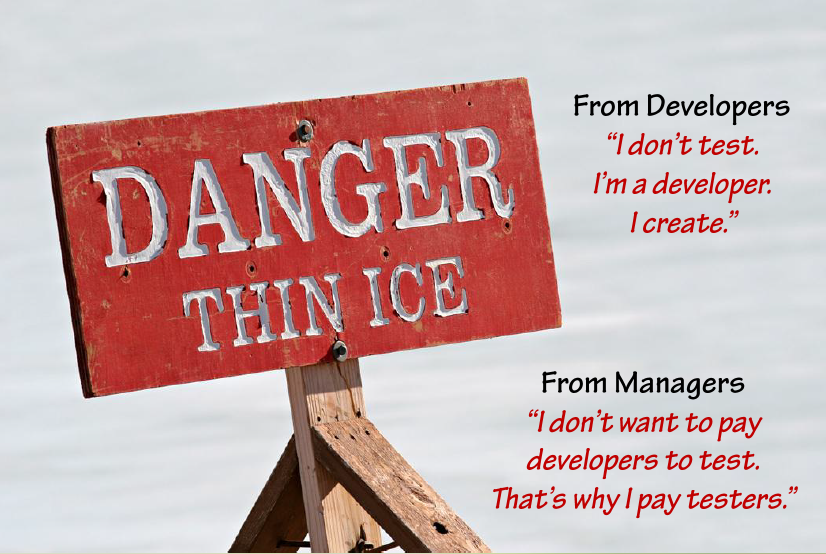 DANGER
THIN ICE
From Developers
“I don’t test.
I’m a developer.
I create.”
From Managers
“I don’t want to pay
developers to test.
That’s why I pay testers.”